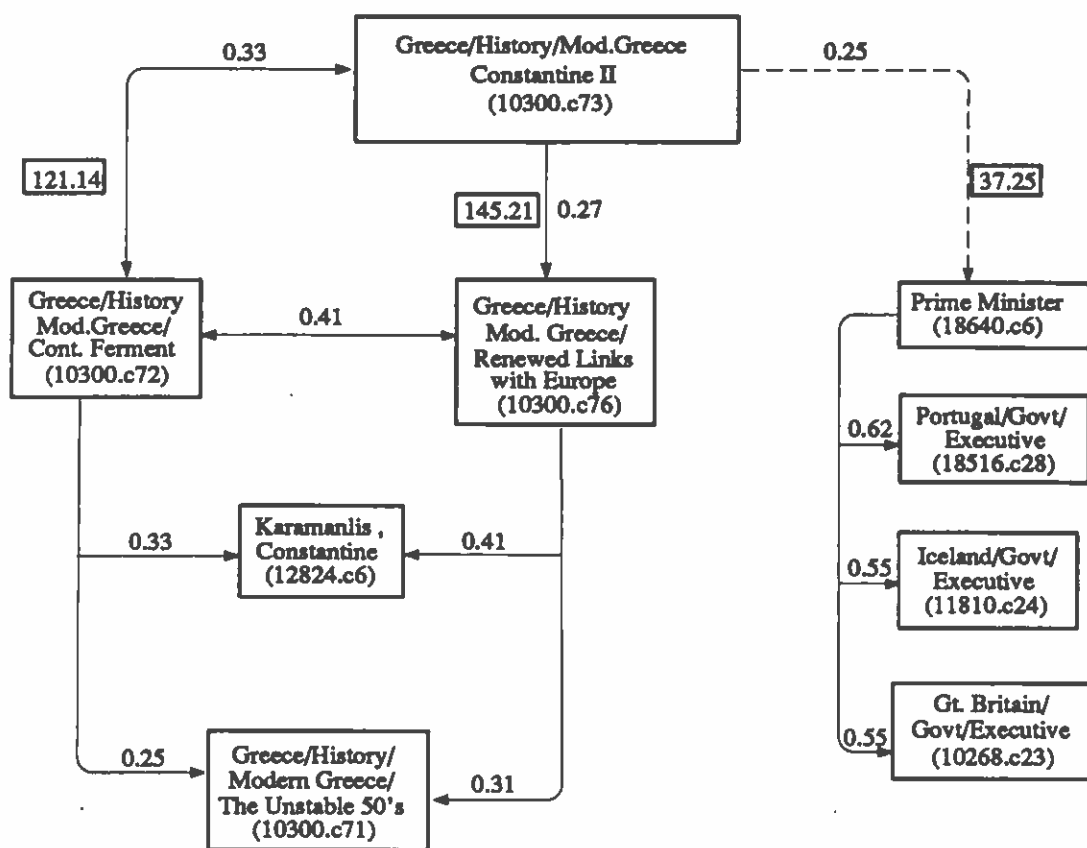 0.33
Greece/History/Mod.Greece
Constantine II
(10300.c73)
0.25
121.14
145.21
0.27
37.25
Greece/History
Mod.Greece/
Cont. Ferment
(10300.c72)
0.41
Greece/History
Mod. Greece/
Renewed Links
with Europe
(10300.c76)
Prime Minister
(18640.c6)
0.62
Portugal/Govt/
Executive
(18516.c28)
0.33
Karamanlis ,
Constantine
(12824.c6)
0.41
0.55
Iceland/Govt/
Executive
(11810.c24)
0.25
Greece/History/
Modern Greece/
The Unstable 50's
(10300.c71)
0.31
0.55
Gt. Britain/
Govt/Executive
(10268.c23)